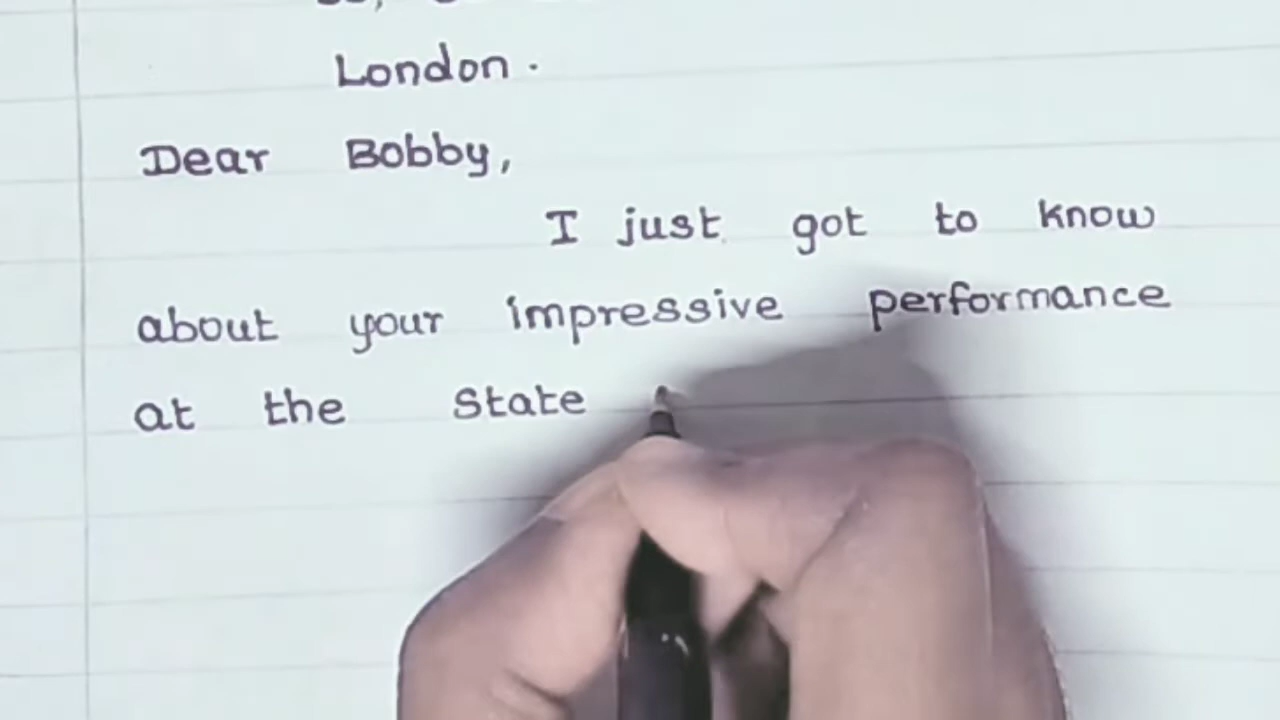 London.
Dear Bobby,
I just got to know
about your impressive performance
at the State